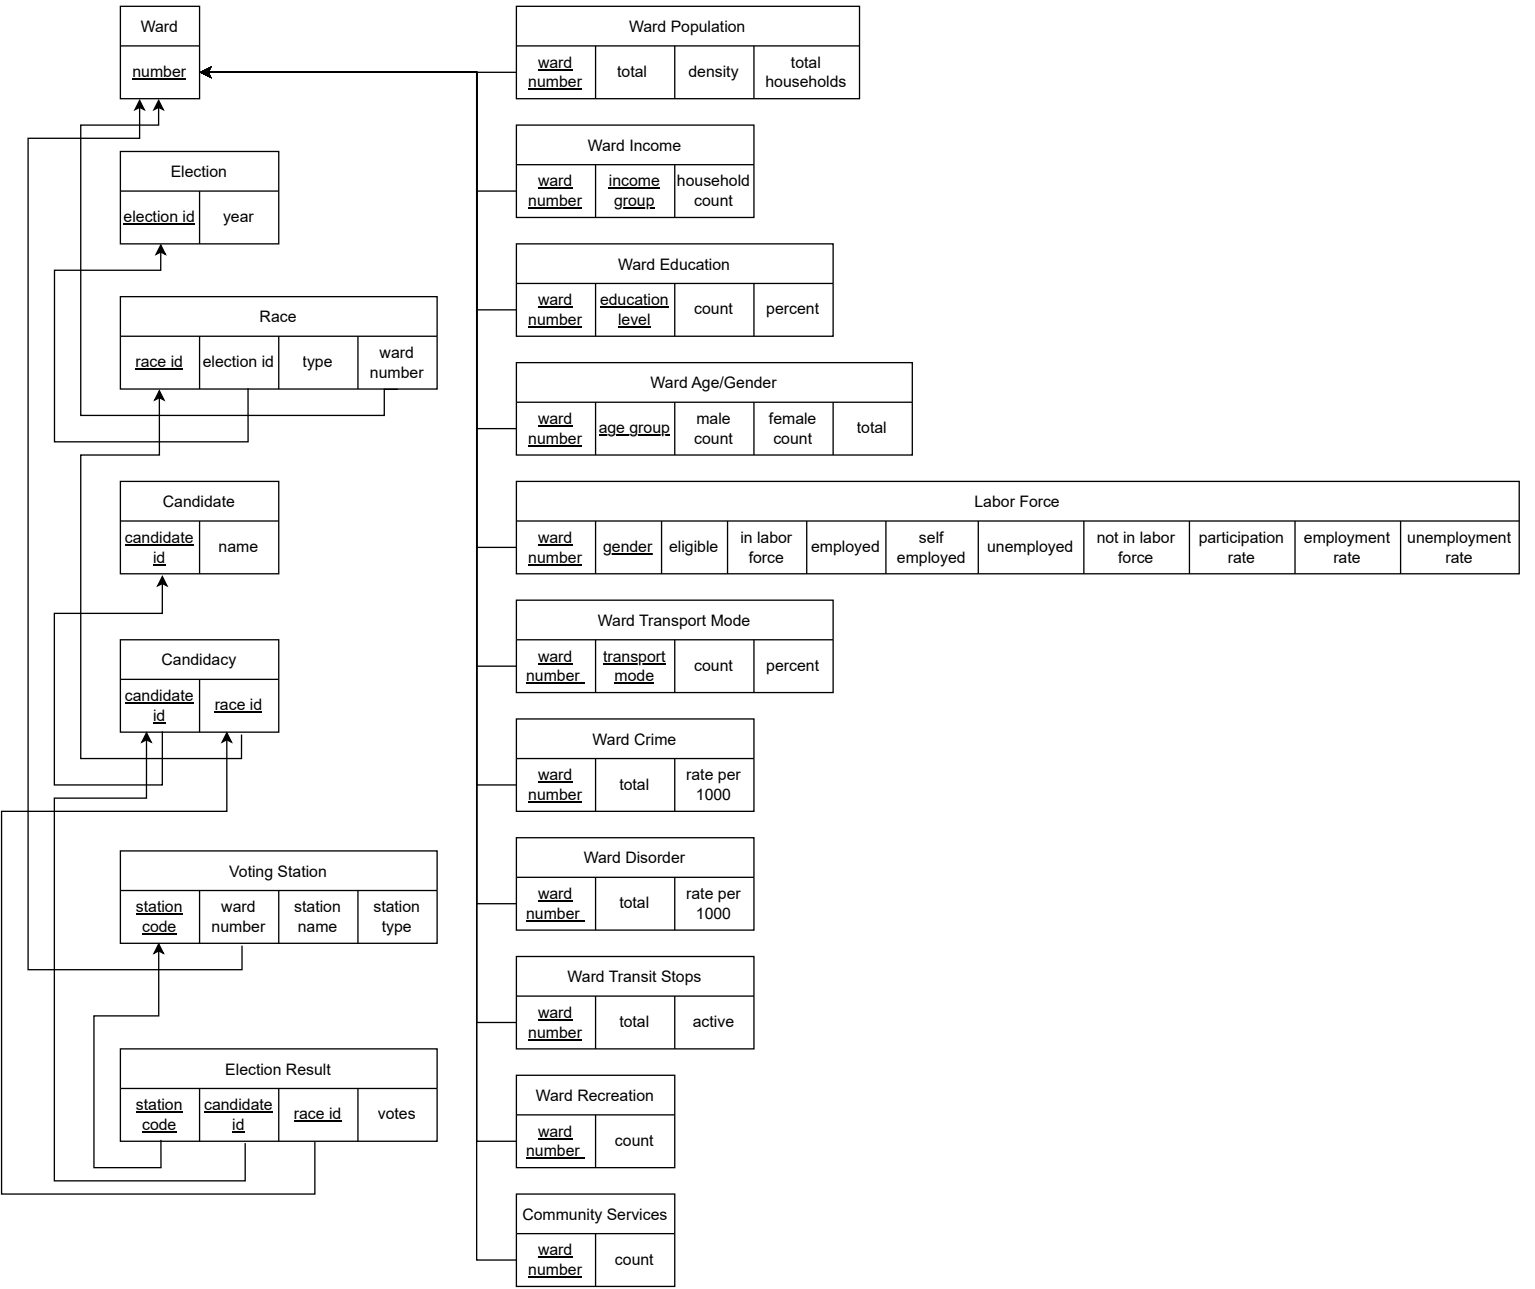 Ward
number
Election
election id
year
Race
race id
election id
type
ward
number
Candidate
candidate
id
name
Candidacy
candidate
id
race id
Voting Station
station
code
ward
number
station
name
station
type
Election Result
station
code
candidate
id
race id
votes
Ward Population
ward
number
total
density
total
households
Ward Income
ward
number
income
group
household
count
Ward Education
ward
number
education
level
count
percent
Ward Age/Gender
ward
number
age group
male
count
female
count
total
Labor Force
ward
number
gender
eligible
in labor
force
employed
self
employed
unemployed
not in labor
force
participation
rate
employment
rate
unemployment
rate
Ward Transport Mode
ward
number
transport
mode
count
percent
Ward Crime
ward
number
total
rate per
1000
Ward Disorder
ward
number
total
rate per
1000
Ward Transit Stops
ward
number
total
active
Ward Recreation
ward
number
count
Community Services
ward
number
count